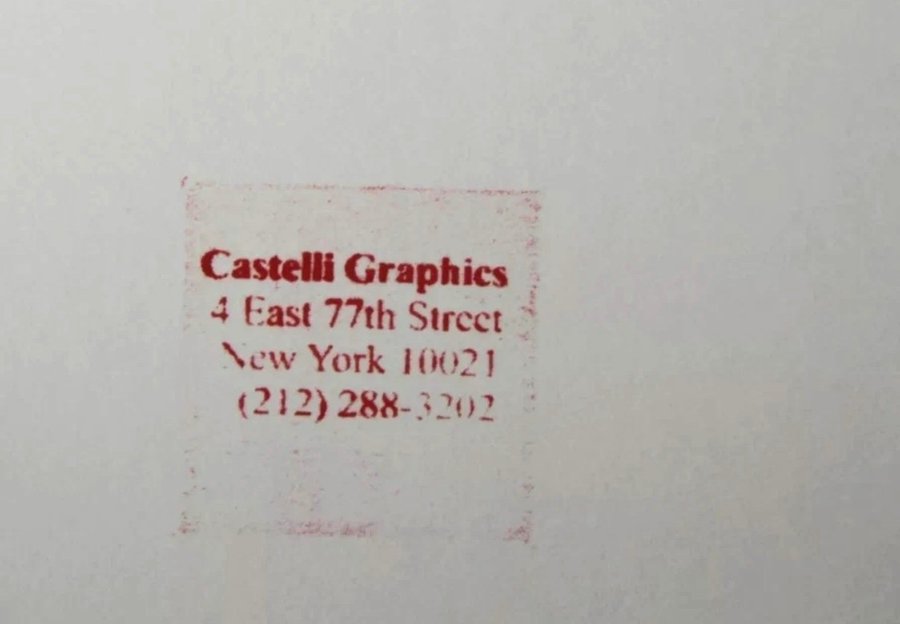 Castelli Graphics
4 East 77th Street
New York 10021
(212) 288-3202